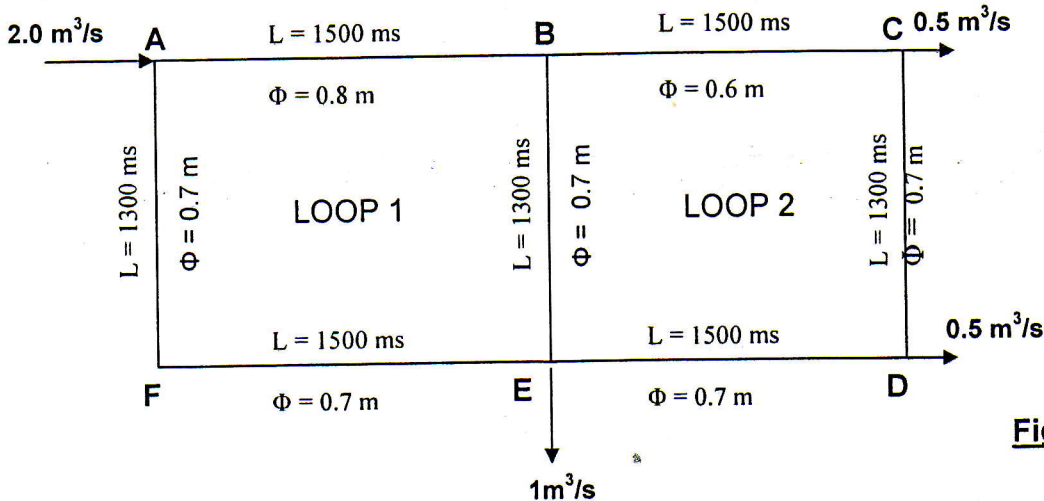 2.0 m³/s
A
L = 1500 ms
B
L = 1500 ms
C
0.5 m³/s
Φ = 0.8 m
Φ = 0.6 m
L = 1300 ms
Φ = 0.7 m
LOOP 1
L = 1300 ms
Φ = 0.7 m
LOOP 2
L = 1300 ms
Φ = 0.7 m
L = 1500 ms
L = 1500 ms
0.5 m³/s
F
E
D
Φ = 0.7 m
Φ = 0.7 m
1m³/s